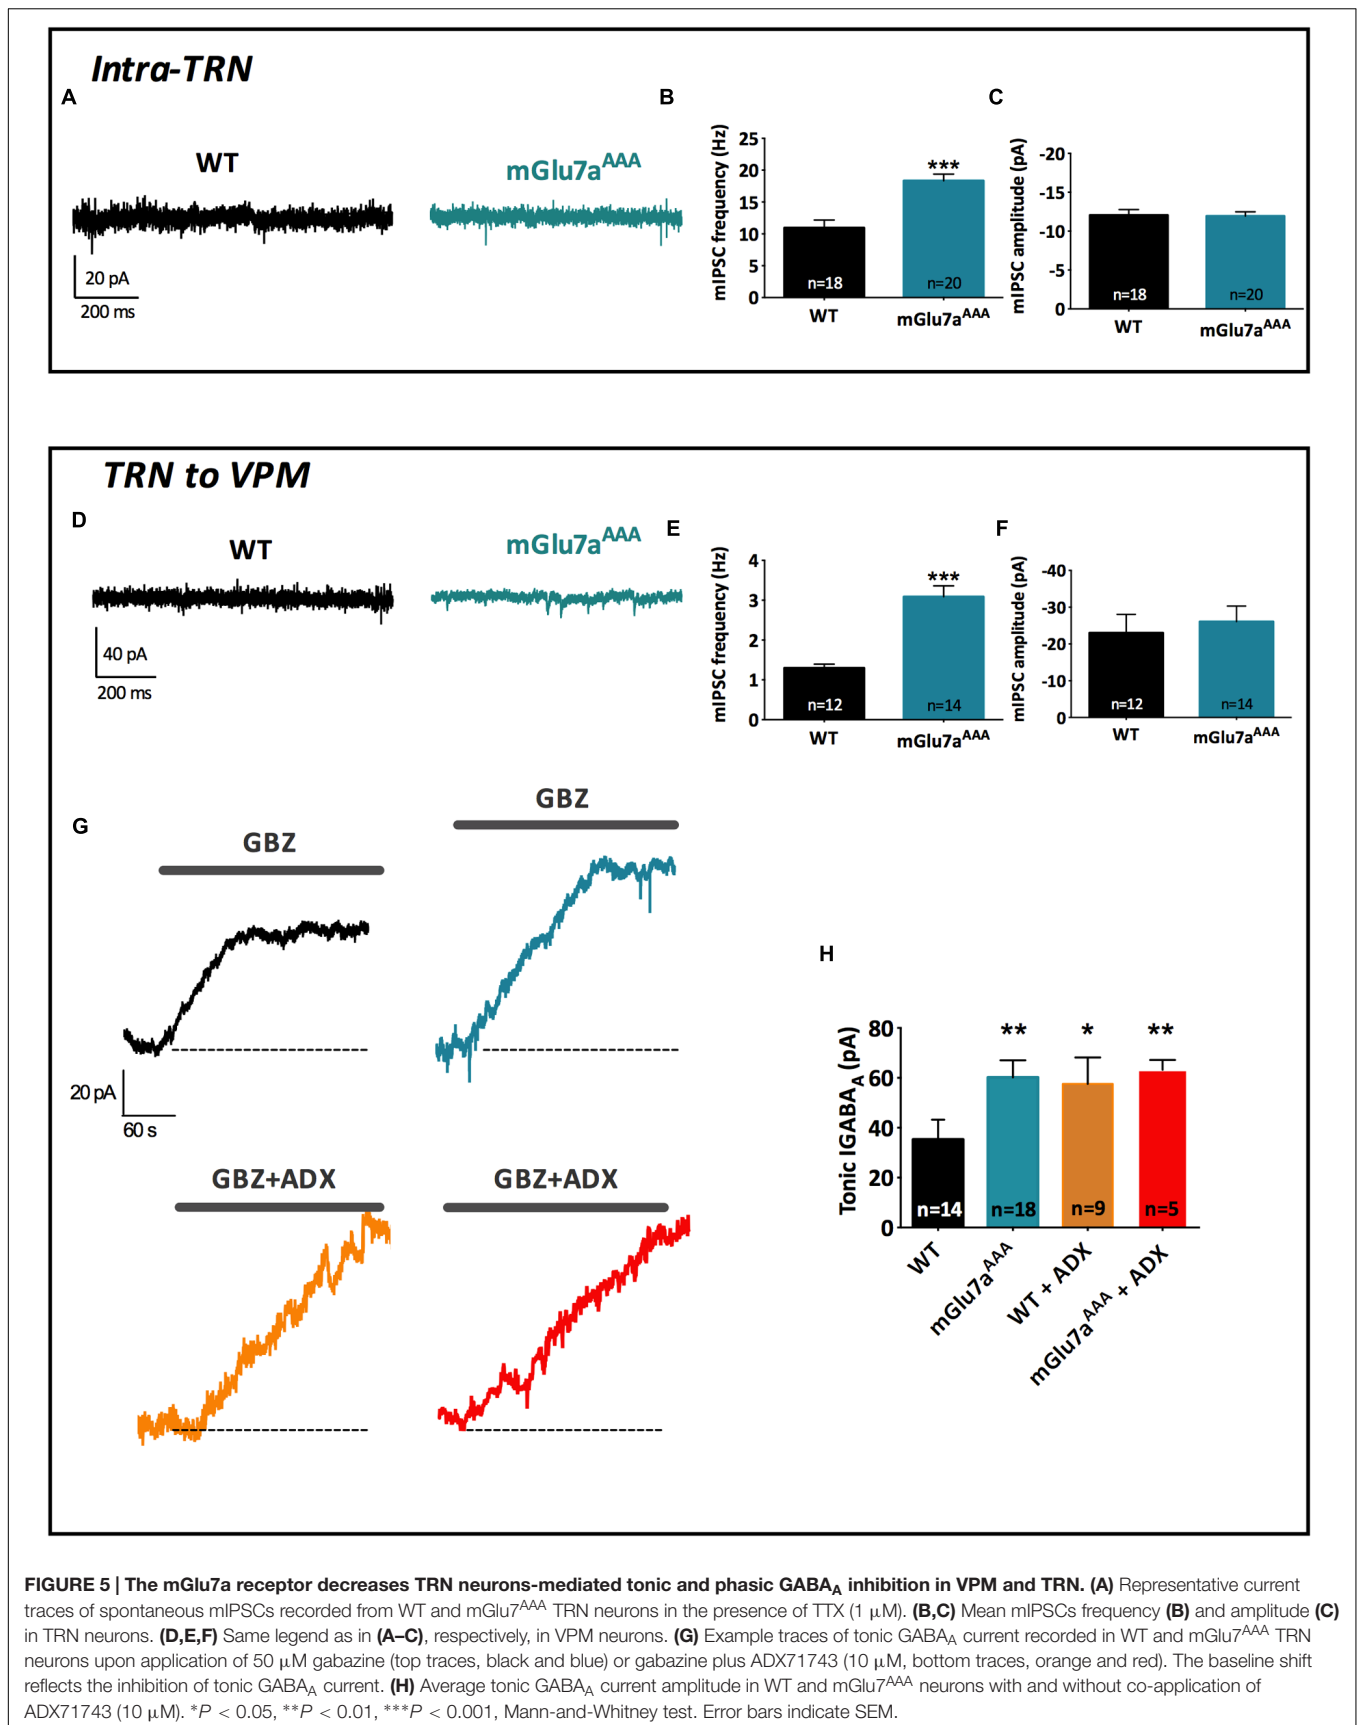 Intra-TRN
A
WT
mGlu7aAAA
20 pA
200 ms
B
mIPSC frequency (Hz)
25
20
15
10
5
0
***
n=18
n=20
WT
mGlu7aAAA
C
mIPSC amplitude (pA)
-20
-15
-10
-5
0
n=18
n=20
WT
mGlu7aAAA
TRN to VPM
D
WT
mGlu7aAAA
40 pA
200 ms
E
mIPSC frequency (Hz)
4
3
2
1
0
***
n=12
n=14
WT
mGlu7aAAA
F
mIPSC amplitude (pA)
-40
-30
-20
-10
0
n=12
n=14
WT
mGlu7aAAA
G
GBZ
GBZ
20 pA
60 s
GBZ+ADX
GBZ+ADX
H
Tonic IGABAA (pA)
80
60
40
20
0
**
*
**
n=14
n=18
n=9
n=5
WT
mGlu7aAAA
WT + ADX
mGlu7aAAA + ADX
FIGURE 5 | The mGlu7a receptor decreases TRN neurons-mediated tonic and phasic GABAA inhibition in VPM and TRN. (A) Representative current
traces of spontaneous mIPSCs recorded from WT and mGlu7AAA TRN neurons in the presence of TTX (1 μM). (B,C) Mean mIPSCs frequency (B) and amplitude (C)
in TRN neurons. (D,E,F) Same legend as in (A–C), respectively, in VPM neurons. (G) Example traces of tonic GABAA current recorded in WT and mGlu7AAA TRN
neurons upon application of 50 μM gabazine (top traces, black and blue) or gabazine plus ADX71743 (10 μM, bottom traces, orange and red). The baseline shift
reflects the inhibition of tonic GABAA current. (H) Average tonic GABAA current amplitude in WT and mGlu7AAA neurons with and without co-application of
ADX71743 (10 μM). *P < 0.05, **P < 0.01, ***P < 0.001, Mann-and-Whitney test. Error bars indicate SEM.